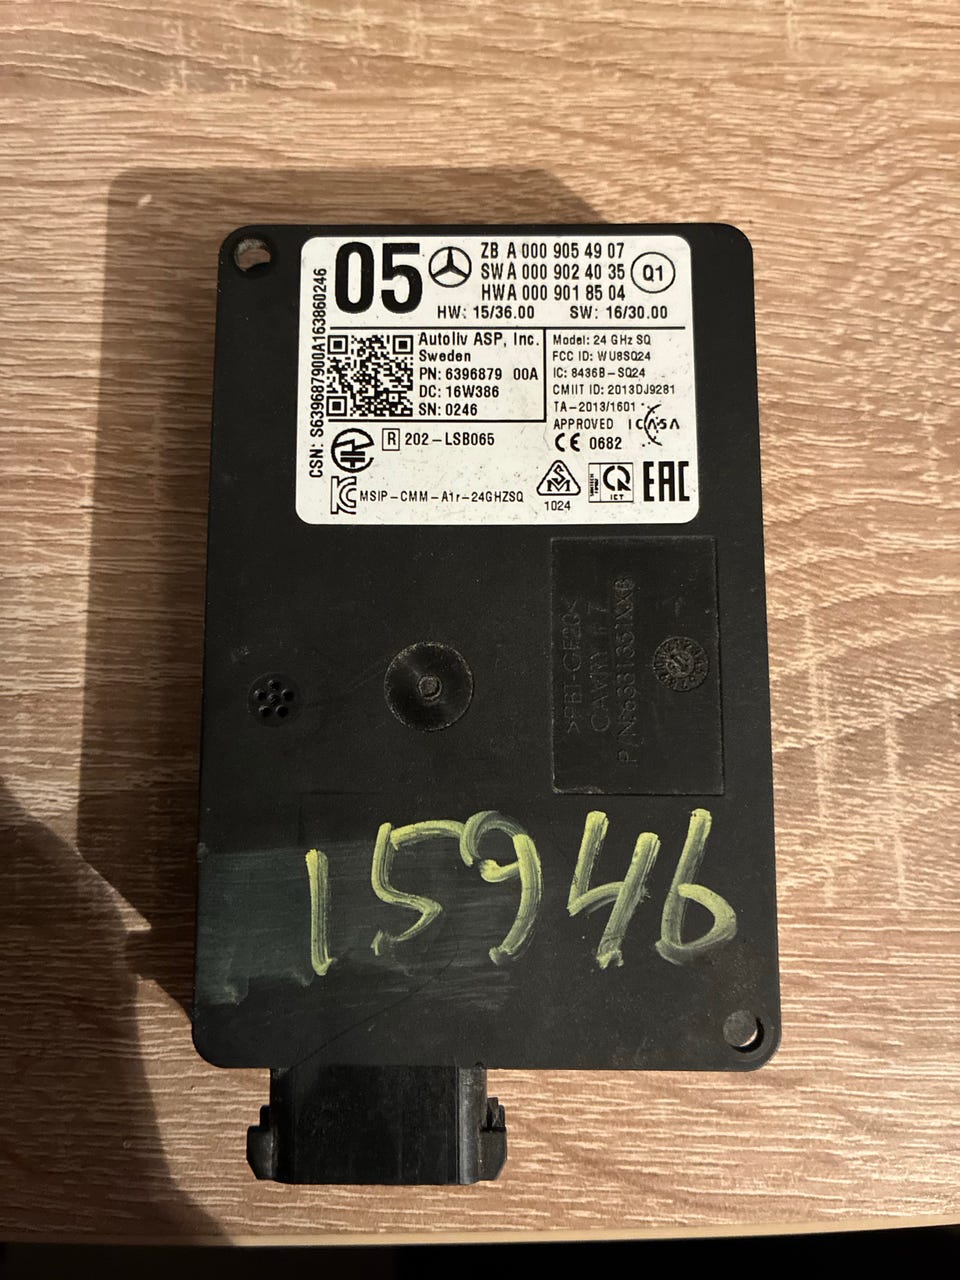 05
ZB A 000 905 49 07
SW A 000 902 40 35
HWA 000 901 85 04
Q1
HW: 15/36.00 SW: 16/30.00
CSN: S6396879000A163860246
Autoliv ASP, Inc.
Sweden
PN: 6396879 00A
DC: 16W386
SN: 0246
Model: 24 GHz SQ
FCC ID: WU8SQ24
IC: 8436B-SQ24
CMIIT ID: 2013DJ9281
TA-2013/1601
APPROVED ICASA
CE 0682
R 202-LSB065
MSIP-CMM-A1r-24GHZSQ
1024
ICT
EAC
15946